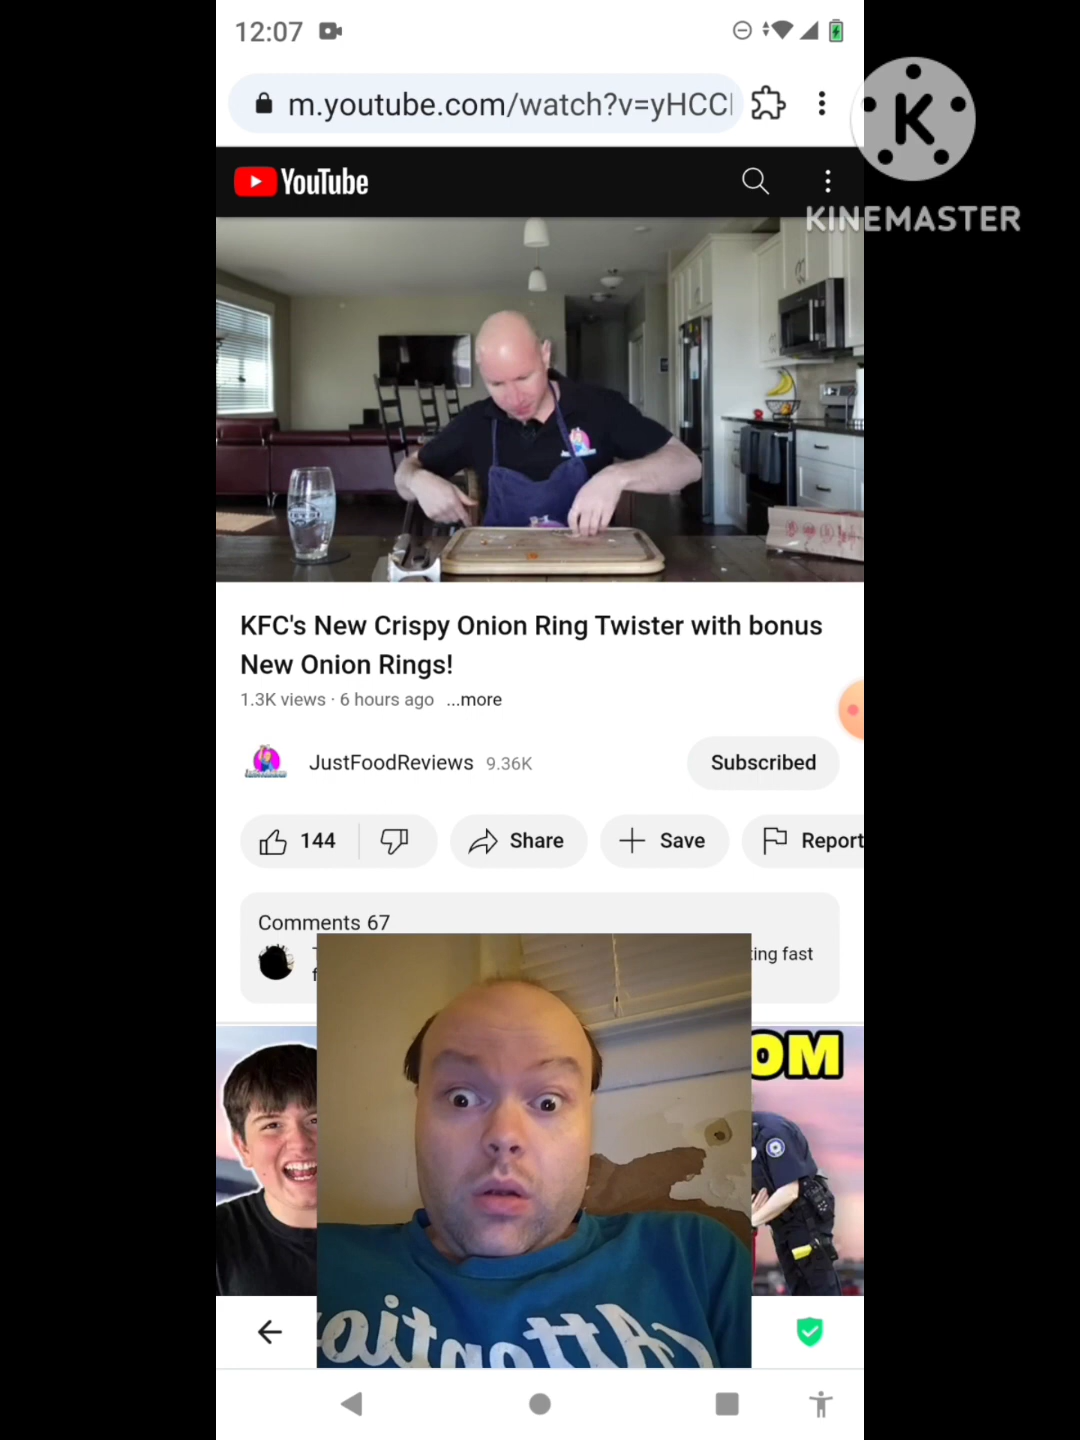 12:07
m.youtube.com/watch?v=yHCC
K
KINEMASTER
YouTube
KFC's New Crispy Onion Ring Twister with bonus
New Onion Rings!
1.3K views · 6 hours ago ...more
JustFoodReviews 9.36K
Subscribed
144
Share
Save
Report
Comments 67
ing fast
OM